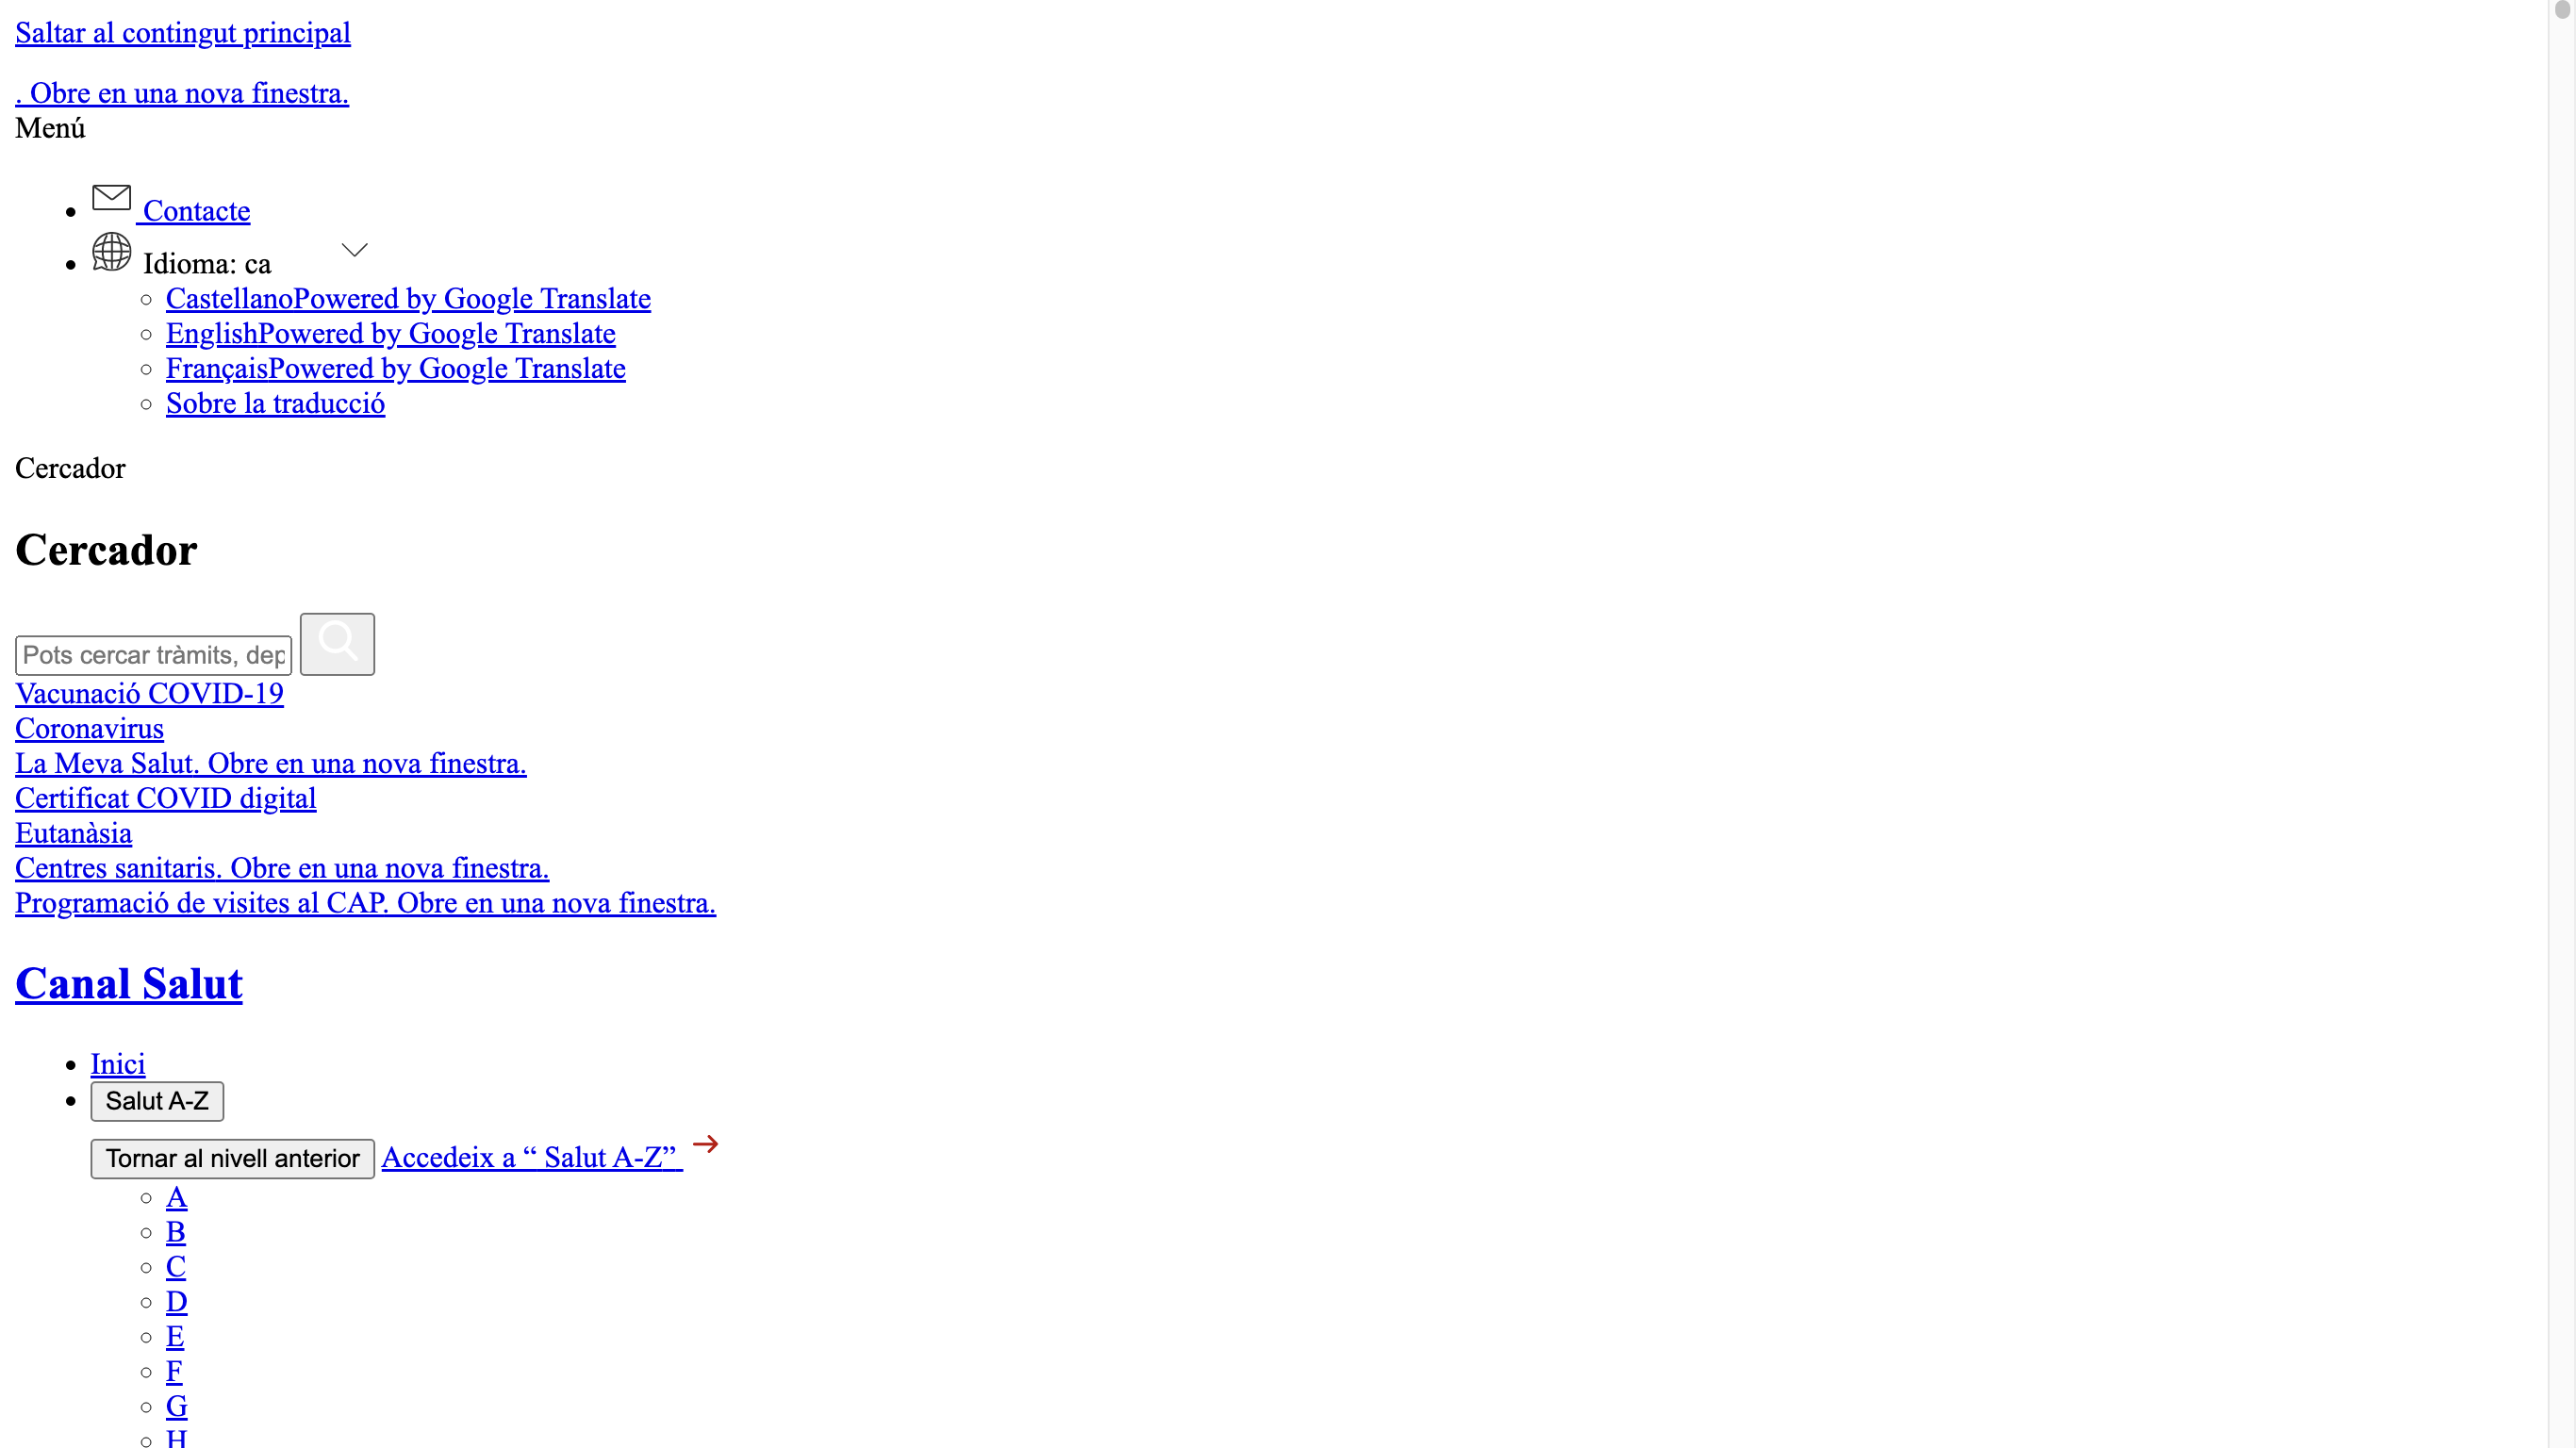 Saltar al contingut principal
. Obre en una nova finestra.
Menú
Contacte
Idioma: ca
CastellanoPowered by Google Translate
EnglishPowered by Google Translate
FrançaisPowered by Google Translate
Sobre la traducció
Cercador
Cercador
Pots cercar tràmits, dep
Vacunació COVID-19
Coronavirus
La Meva Salut. Obre en una nova finestra.
Certificat COVID digital
Eutanàsia
Centres sanitaris. Obre en una nova finestra.
Programació de visites al CAP. Obre en una nova finestra.
Canal Salut
Inici
Salut A-Z
Tornar al nivell anterior Accedeix a “ Salut A-Z”
A
B
C
D
E
F
G
H